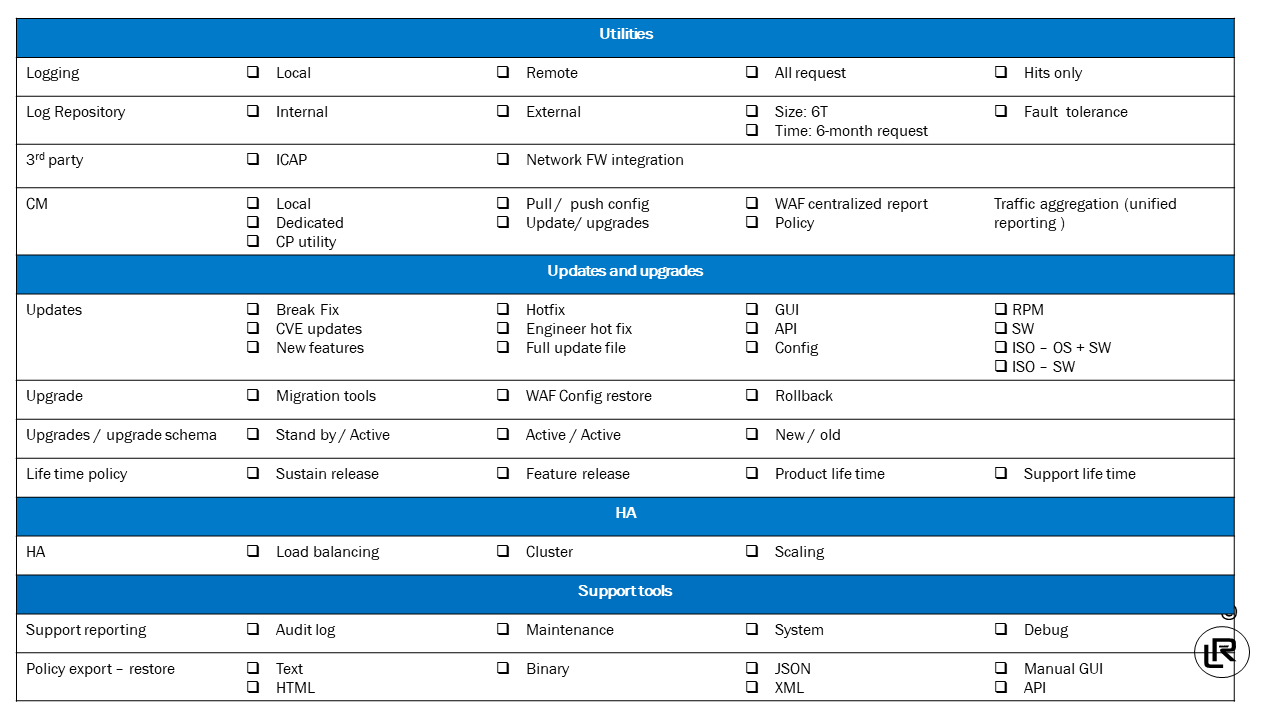 Utilities
Logging ❑ Local ❑ Remote ❑ All request ❑ Hits only
Log Repository ❑ Internal ❑ External ❑ Size: 6T ❑ Fault tolerance
❑ Time: 6-month request
3rd party ❑ ICAP ❑ Network FW integration
CM ❑ Local ❑ Pull / push config ❑ WAF centralized report Traffic aggregation (unified
❑ Dedicated ❑ Update/ upgrades ❑ Policy reporting )
❑ CP utility
Updates and upgrades
Updates ❑ Break Fix ❑ Hotfix ❑ GUI ❑ RPM
❑ CVE updates ❑ Engineer hot fix ❑ API ❑ SW
❑ New features ❑ Full update file ❑ Config ❑ ISO – OS + SW
❑ ISO – SW
Upgrade ❑ Migration tools ❑ WAF Config restore ❑ Rollback
Upgrades / upgrade schema ❑ Stand by / Active ❑ Active / Active ❑ New / old
Life time policy ❑ Sustain release ❑ Feature release ❑ Product life time ❑ Support life time
HA
HA ❑ Load balancing ❑ Cluster ❑ Scaling
Support tools
©
Support reporting ❑ Audit log ❑ Maintenance ❑ System ❑ Debug
LR
Policy export – restore ❑ Text ❑ Binary ❑ JSON ❑ Manual GUI
❑ HTML ❑ XML ❑ API